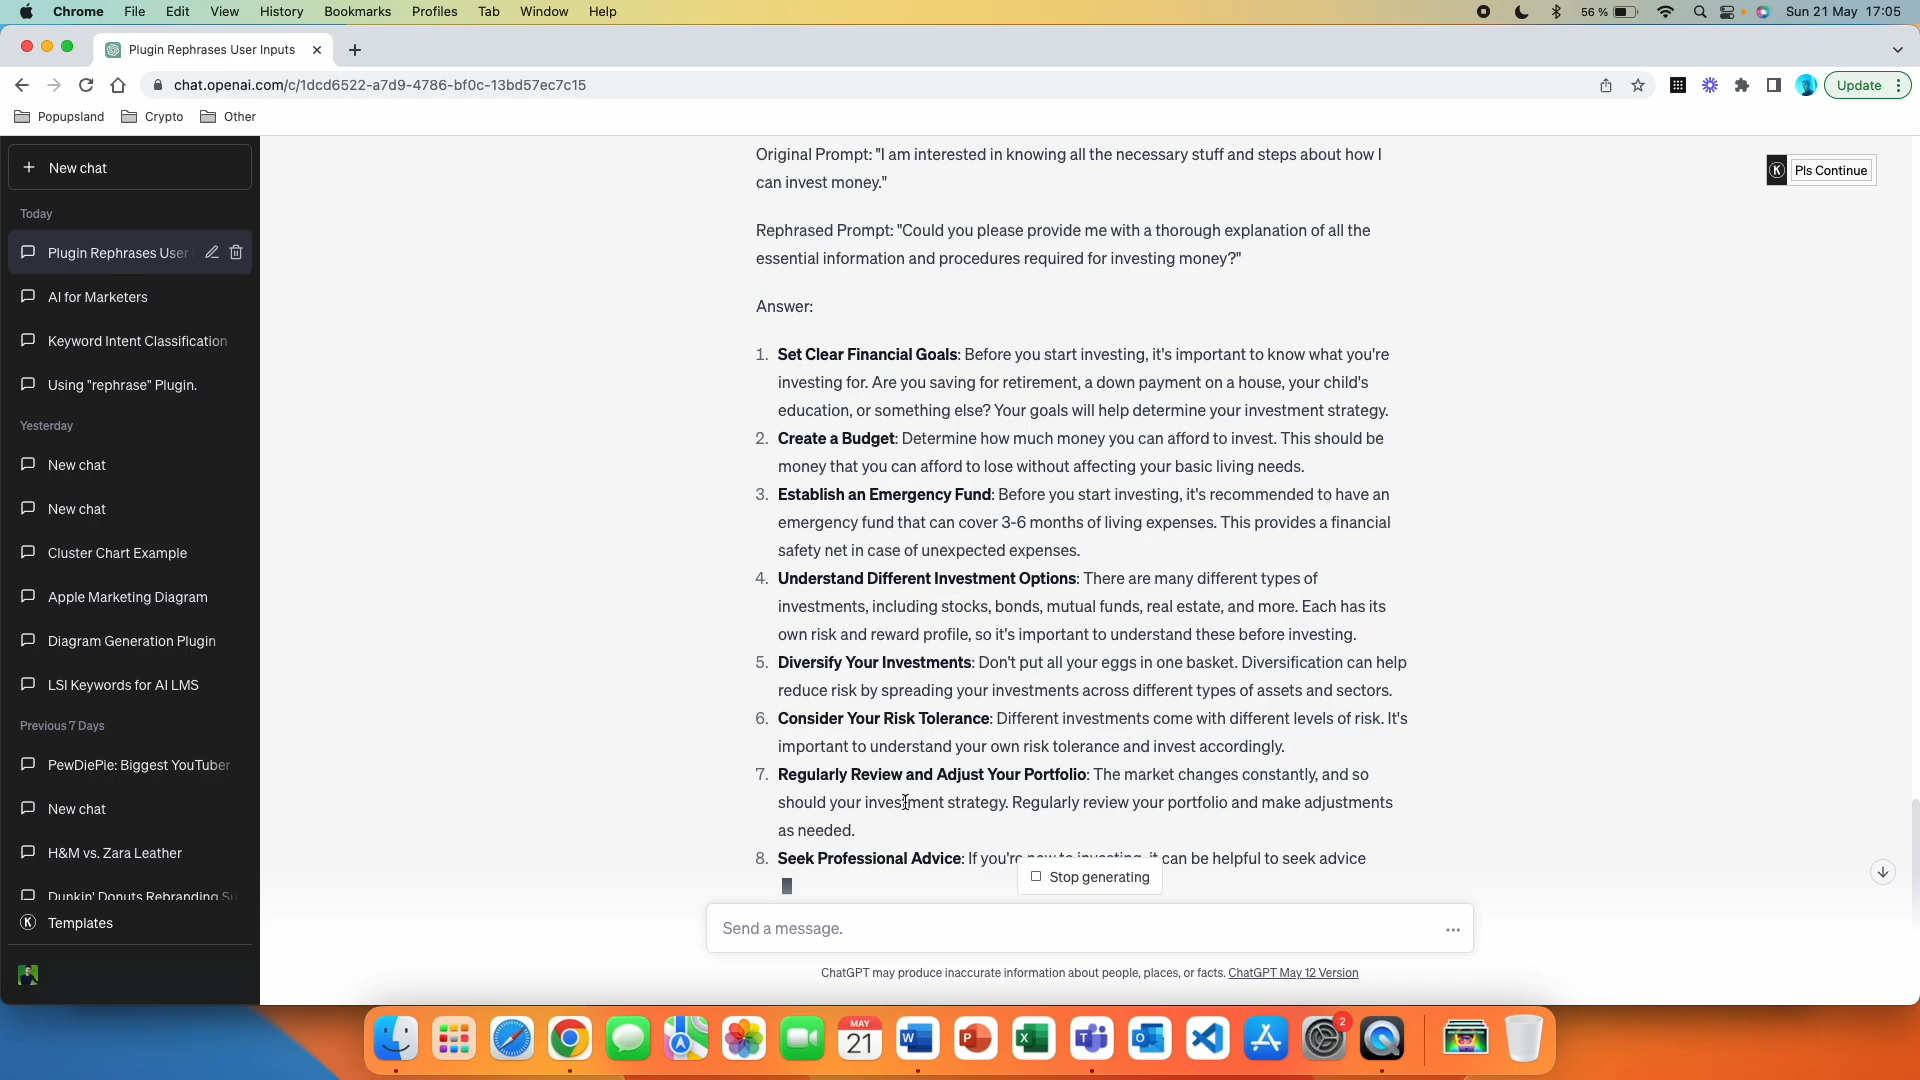 Chrome File Edit View History Bookmarks Profiles Tab Window Help 56 % Sun 21 May 17:05
Plugin Rephrases User Inputs
chat.openai.com/c/1dcd6522-a7d9-4786-bf0c-13bd57ec7c15 Update
Popupsland Crypto Other
New chat
Today
Plugin Rephrases User
AI for Marketers
Keyword Intent Classification
Using "rephrase" Plugin.
Yesterday
New chat
New chat
Cluster Chart Example
Apple Marketing Diagram
Diagram Generation Plugin
LSI Keywords for AI LMS
Previous 7 Days
PewDiePie: Biggest YouTuber
New chat
H&M vs. Zara Leather
Dunkin' Donuts Rebranding Su
K Templates
Original Prompt: "I am interested in knowing all the necessary stuff and steps about how I
can invest money."
K Pls Continue
Rephrased Prompt: "Could you please provide me with a thorough explanation of all the
essential information and procedures required for investing money?"
Answer:
1. Set Clear Financial Goals: Before you start investing, it's important to know what you're
investing for. Are you saving for retirement, a down payment on a house, your child's
education, or something else? Your goals will help determine your investment strategy.
2. Create a Budget: Determine how much money you can afford to invest. This should be
money that you can afford to lose without affecting your basic living needs.
3. Establish an Emergency Fund: Before you start investing, it's recommended to have an
emergency fund that can cover 3-6 months of living expenses. This provides a financial
safety net in case of unexpected expenses.
4. Understand Different Investment Options: There are many different types of
investments, including stocks, bonds, mutual funds, real estate, and more. Each has its
own risk and reward profile, so it's important to understand these before investing.
5. Diversify Your Investments: Don't put all your eggs in one basket. Diversification can help
reduce risk by spreading your investments across different types of assets and sectors.
6. Consider Your Risk Tolerance: Different investments come with different levels of risk. It's
important to understand your own risk tolerance and invest accordingly.
7. Regularly Review and Adjust Your Portfolio: The market changes constantly, and so
should your investment strategy. Regularly review your portfolio and make adjustments
as needed.
8. Seek Professional Advice: If you're new to investing, it can be helpful to seek advice
Stop generating
Send a message.
ChatGPT may produce inaccurate information about people, places, or facts. ChatGPT May 12 Version
MAY
21
W
P
X
T
O
2